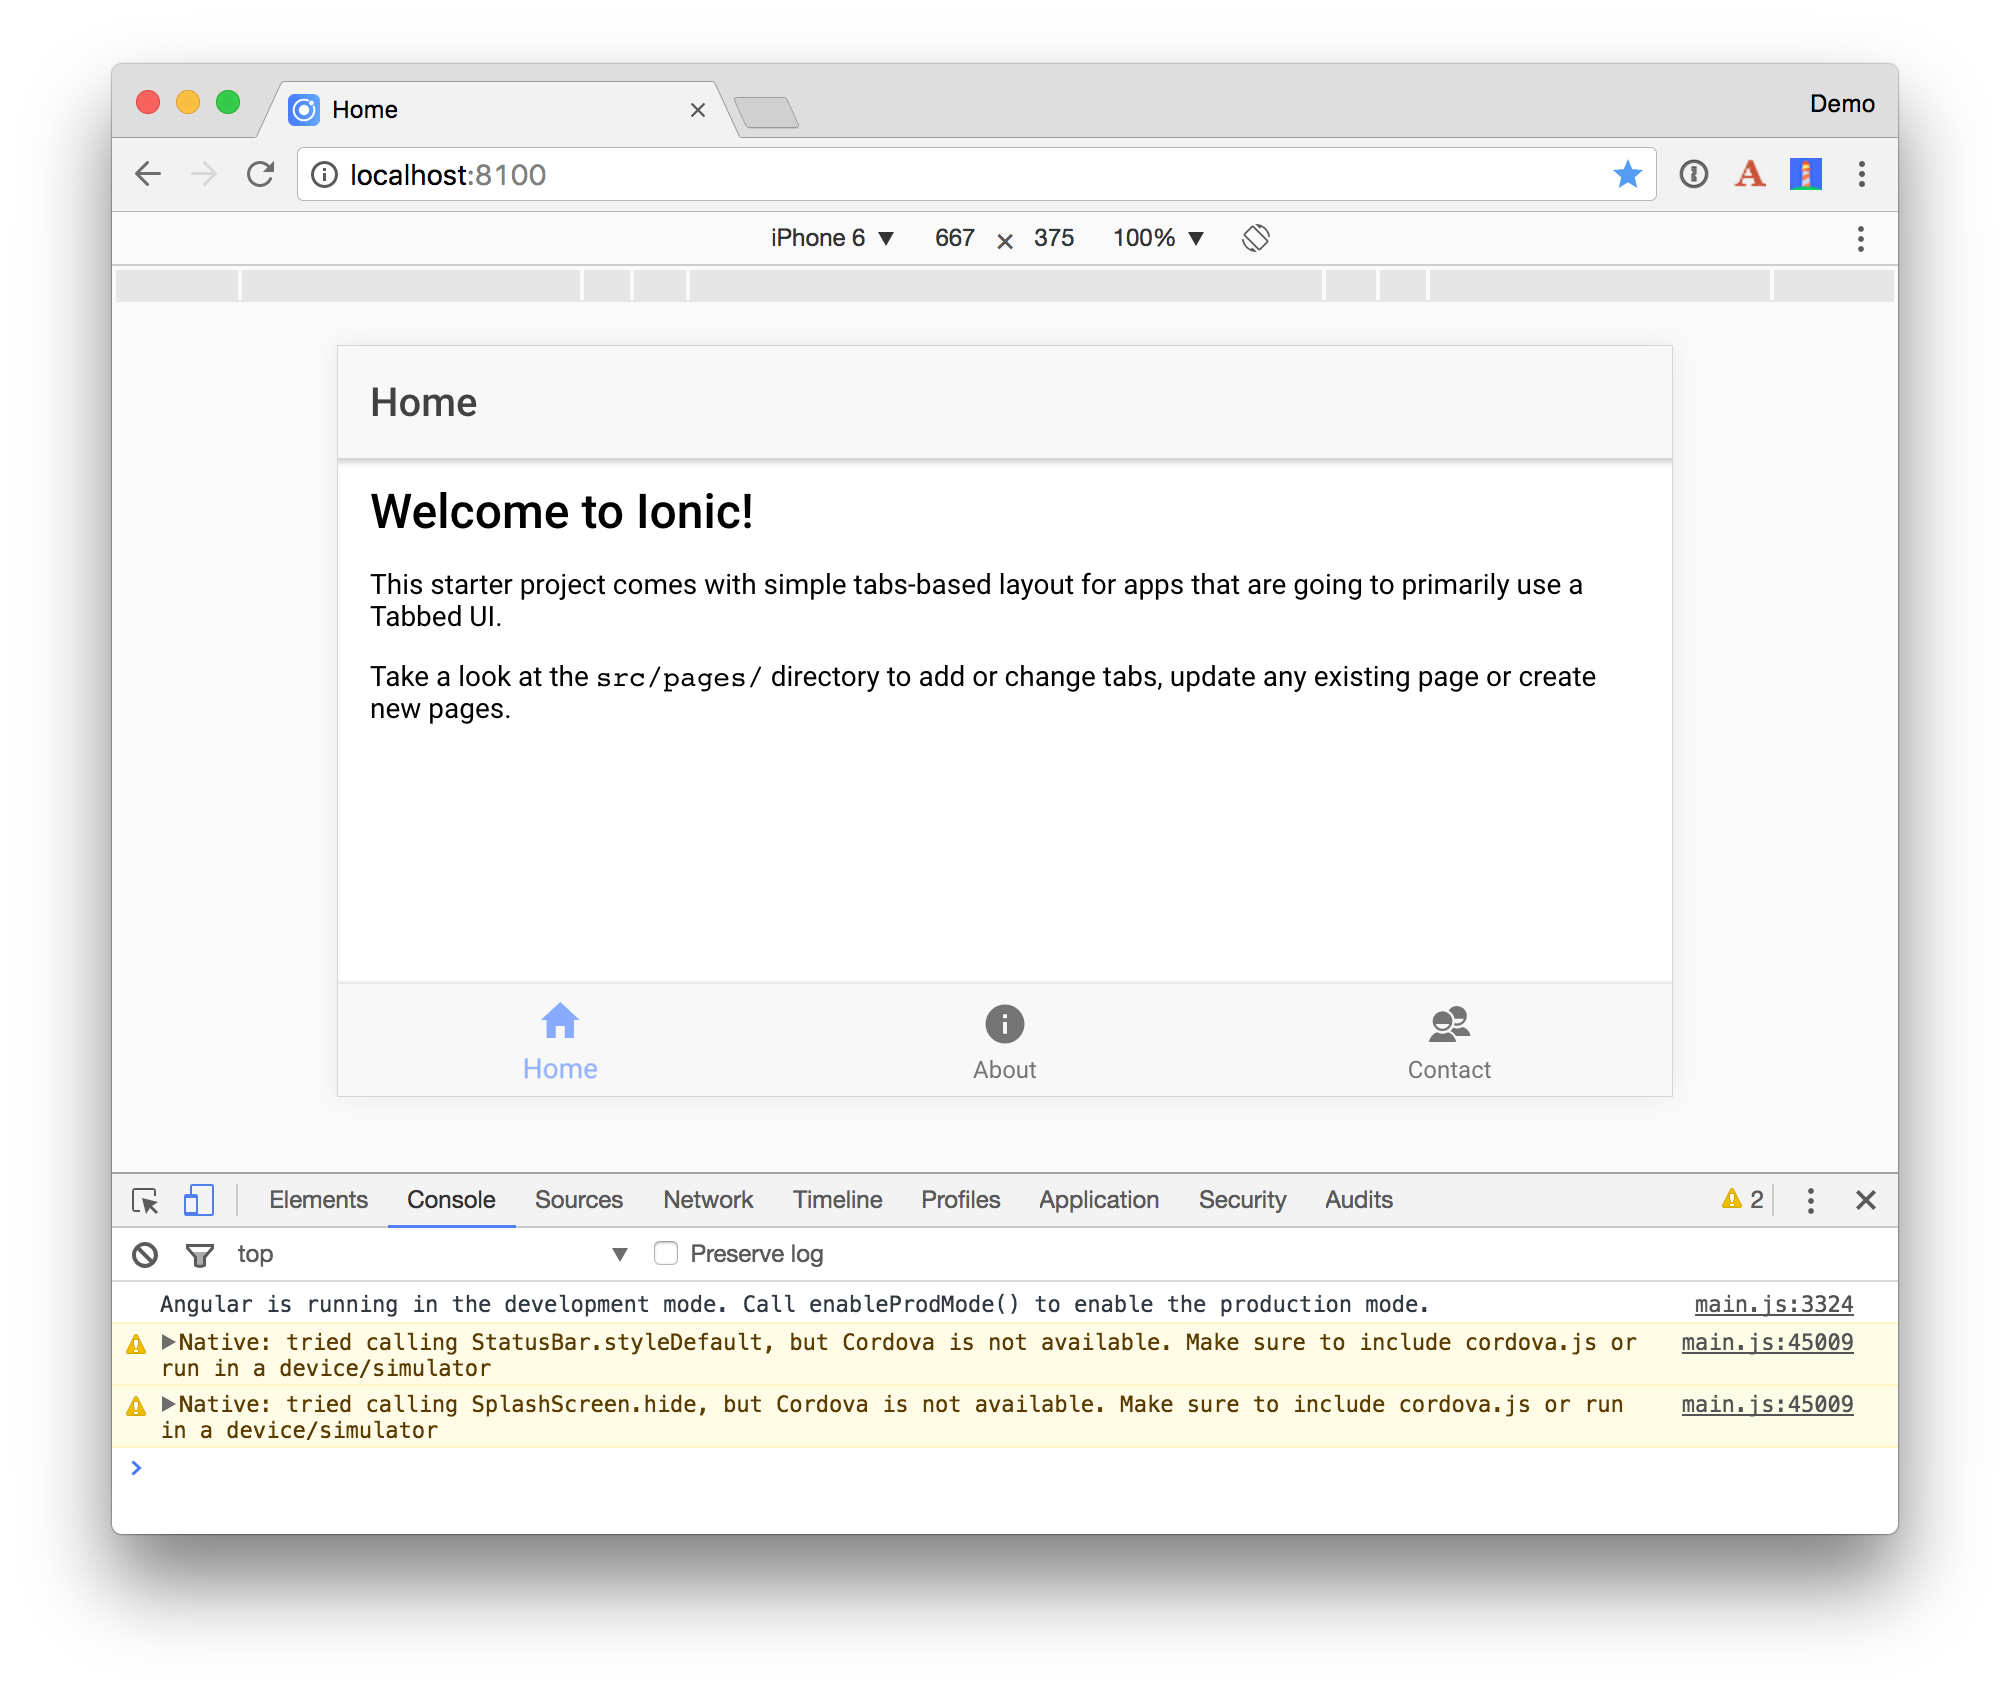 Home
Demo
localhost:8100
iPhone 6 ▼ 667 × 375 100% ▼
Home
Welcome to Ionic!
This starter project comes with simple tabs-based layout for apps that are going to primarily use a
Tabbed UI.
Take a look at the src/pages/ directory to add or change tabs, update any existing page or create
new pages.
Home About Contact
Elements Console Sources Network Timeline Profiles Application Security Audits 2
top ▼ Preserve log
Angular is running in the development mode. Call enableProdMode() to enable the production mode. main.js:3324
▶Native: tried calling StatusBar.styleDefault, but Cordova is not available. Make sure to include cordova.js or main.js:45009
run in a device/simulator
▶Native: tried calling SplashScreen.hide, but Cordova is not available. Make sure to include cordova.js or run main.js:45009
in a device/simulator